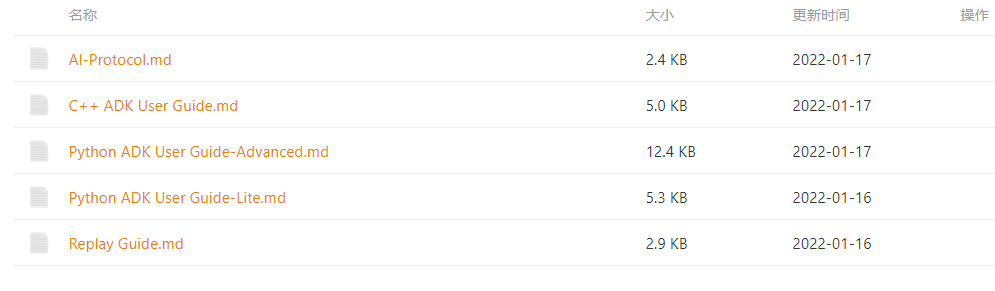 名称 大小 更新时间 操作
AI-Protocol.md 2.4 KB 2022-01-17
C++ ADK User Guide.md 5.0 KB 2022-01-17
Python ADK User Guide-Advanced.md 12.4 KB 2022-01-17
Python ADK User Guide-Lite.md 5.3 KB 2022-01-16
Replay Guide.md 2.9 KB 2022-01-16